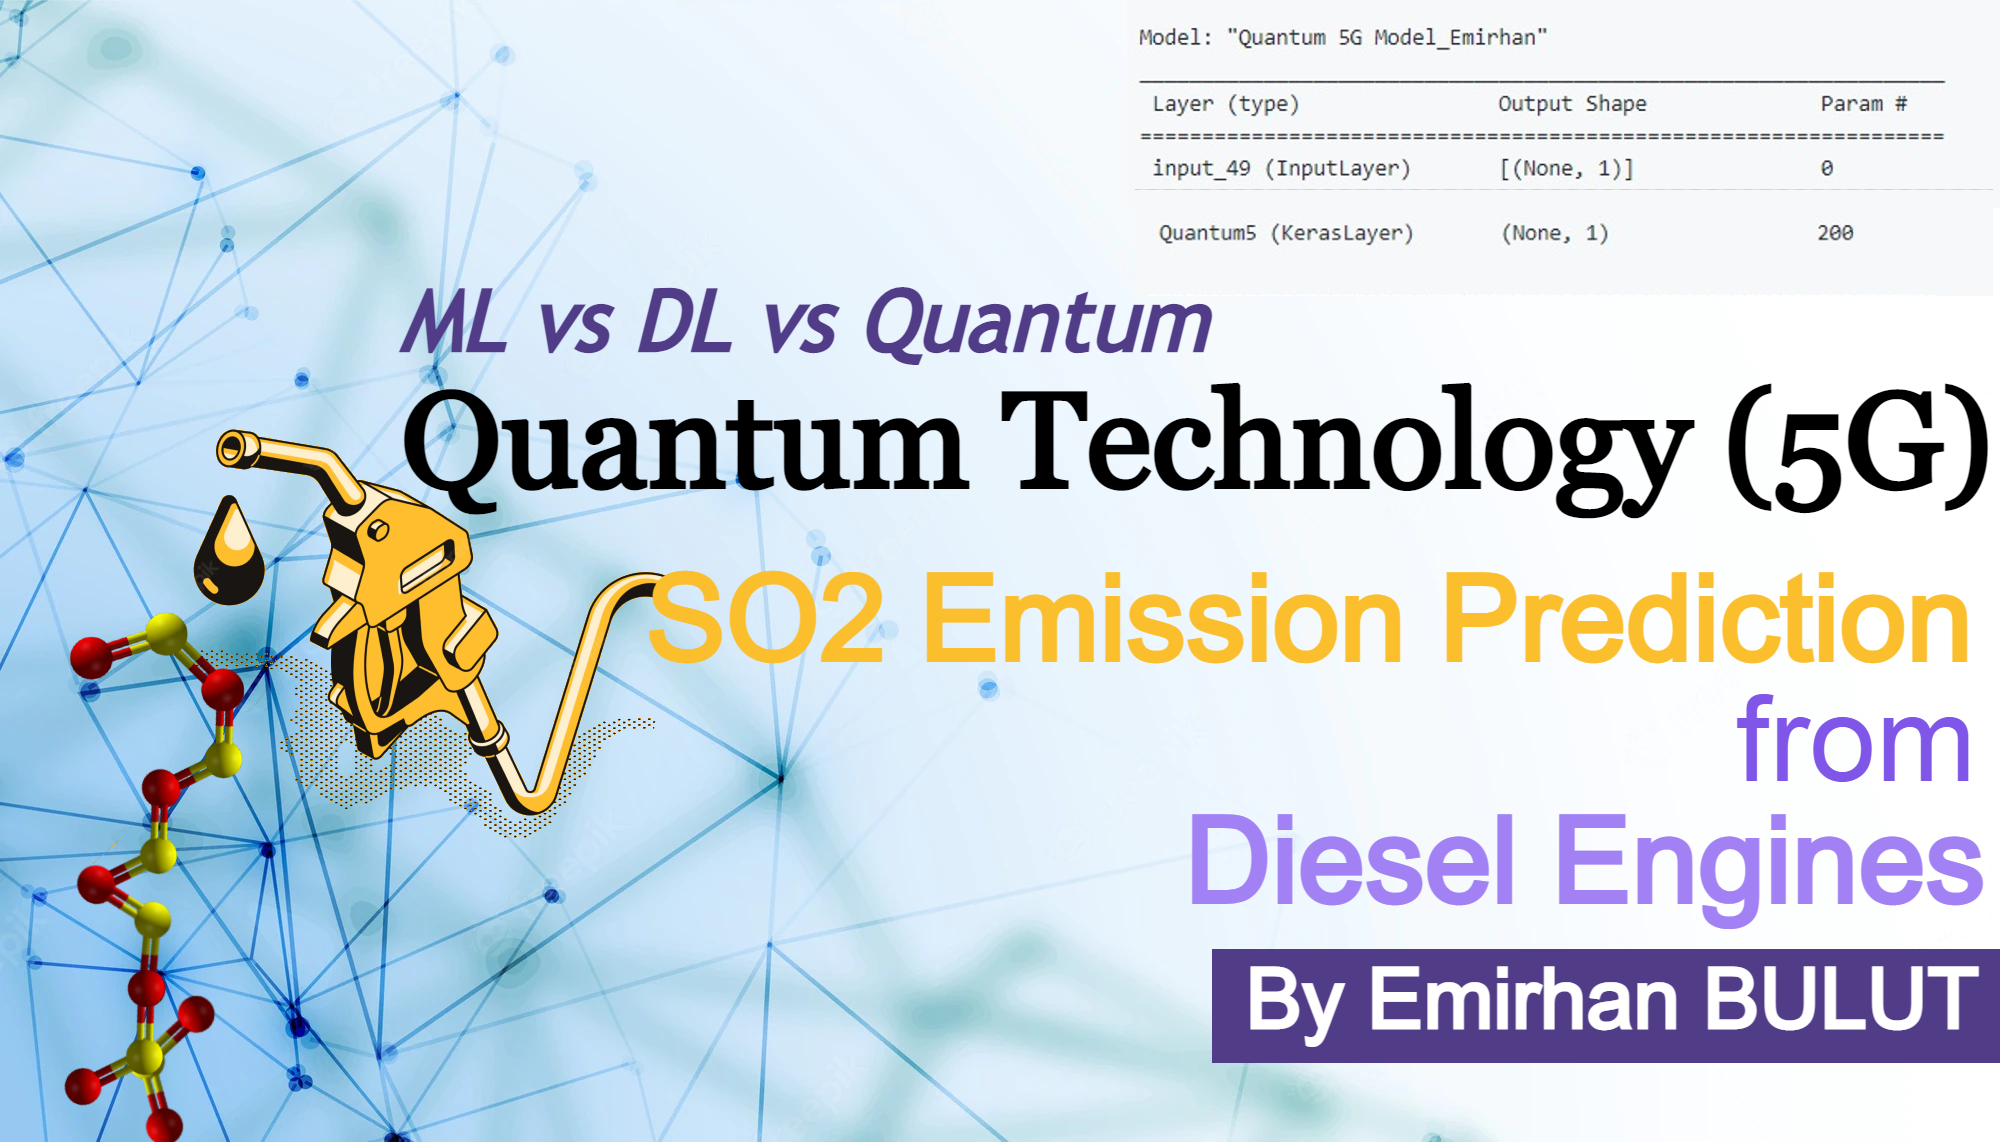 Model: "Quantum 5G Model_Emirhan"
Layer (type) Output Shape Param #
=================================================================
input_49 (InputLayer) [(None, 1)] 0
Quantum5 (KerasLayer) (None, 1) 200
ML vs DL vs Quantum
Quantum Technology (5G)
SO2 Emission Prediction
from
Diesel Engines
By Emirhan BULUT